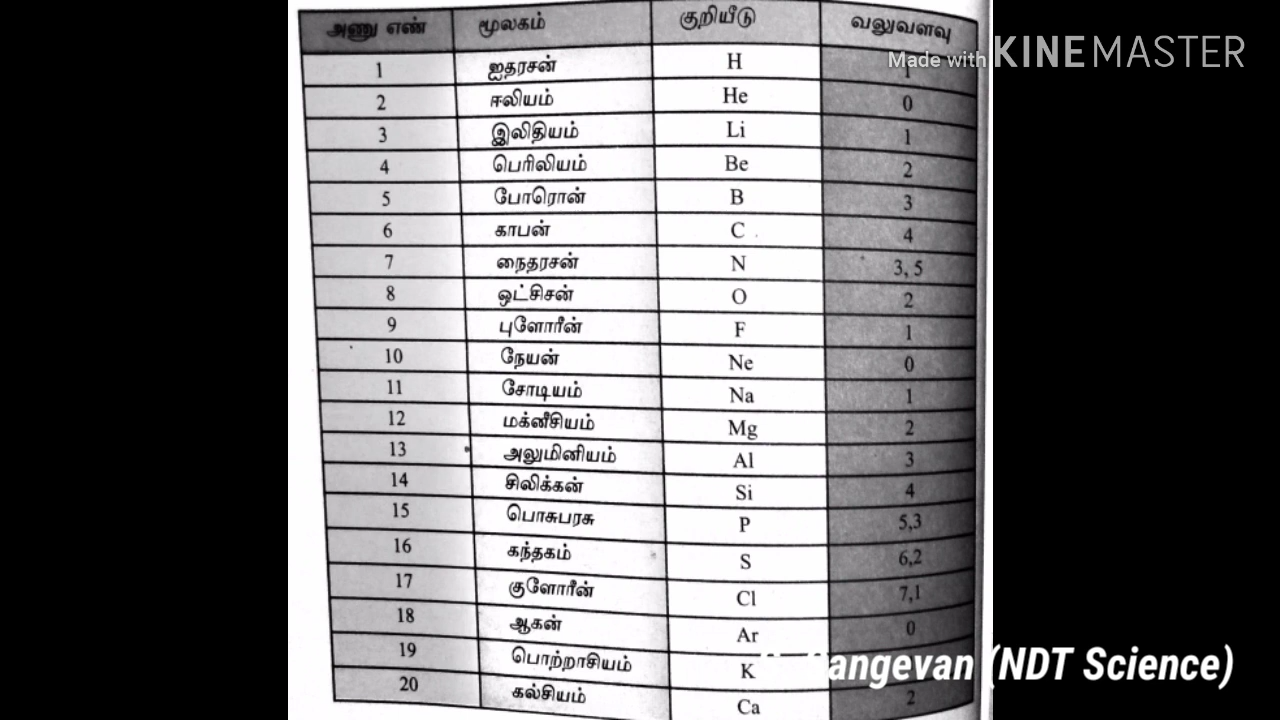 அணு எண் மூலகம் குறியீடு வலுவளவு
Made with KINEMASTER
1 ஐதரசன் H 1
2 ஈலியம் He 0
3 இலிதியம் Li 1
4 பெரிலியம் Be 2
5 போரொன் B 3
6 காபன் C 4
7 நைதரசன் N 3, 5
8 ஒட்சிசன் O 2
9 புளோரீன் F 1
10 நேயன் Ne 0
11 சோடியம் Na 1
12 மக்னீசியம் Mg 2
13 அலுமினியம் Al 3
14 சிலிக்கன் Si 4
15 பொசுபரசு P 5,3
16 கந்தகம் S 6,2
17 குளோரீன் Cl 7,1
18 ஆகன் Ar 0
19 பொற்றாசியம் K
(NDT Science)
20 கல்சியம் Ca 2